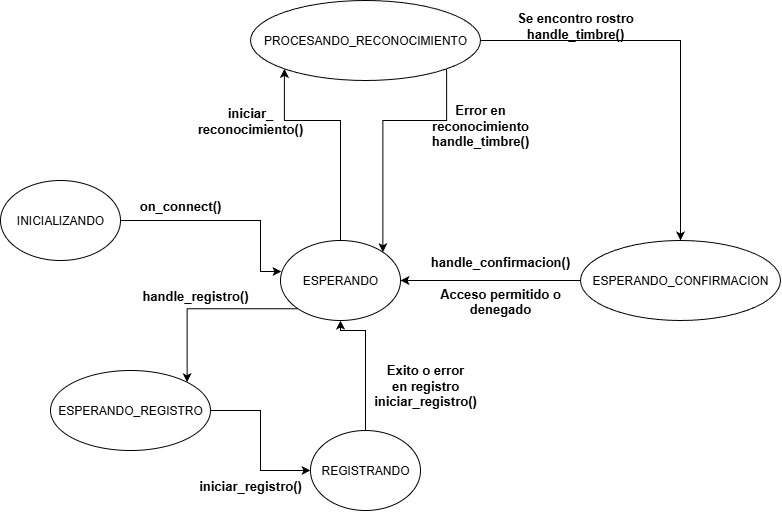 Se encontro rostro
handle_timbre()
PROCESANDO_RECONOCIMIENTO
iniciar_
reconocimiento()
Error en
reconocimiento
handle_timbre()
on_connect()
INICIALIZANDO
handle_confirmacion()
ESPERANDO
ESPERANDO_CONFIRMACION
handle_registro()
Acceso permitido o
denegado
Exito o error
en registro
iniciar_registro()
ESPERANDO_REGISTRO
REGISTRANDO
iniciar_registro()